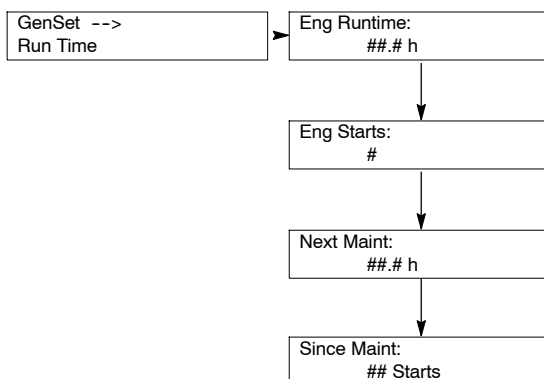 GenSet -->
Run Time
Eng Runtime:
##.# h
Eng Starts:
#
Next Maint:
##.# h
Since Maint:
## Starts